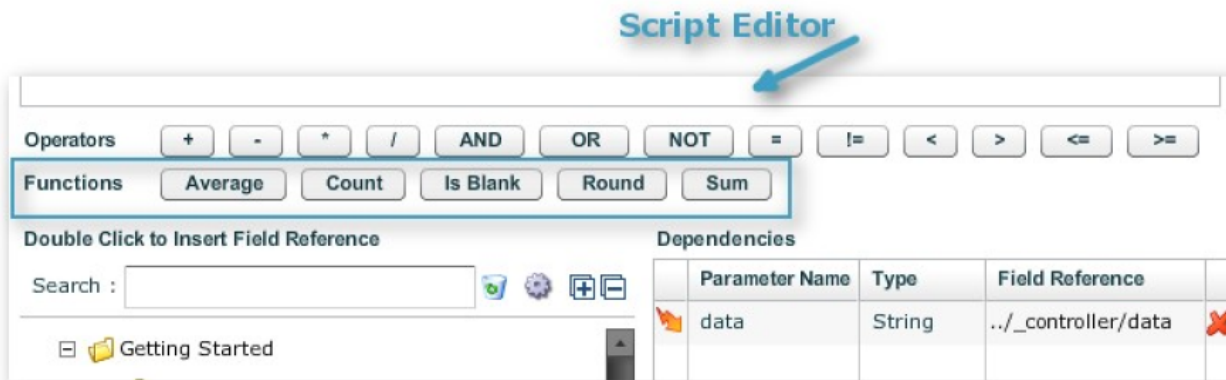 Script Editor
Operators + - * / AND OR NOT = != < > <= >=
Functions Average Count Is Blank Round Sum
Double Click to Insert Field Reference
Dependencies
Search :
Parameter Name Type Field Reference
data String ../_controller/data
Getting Started